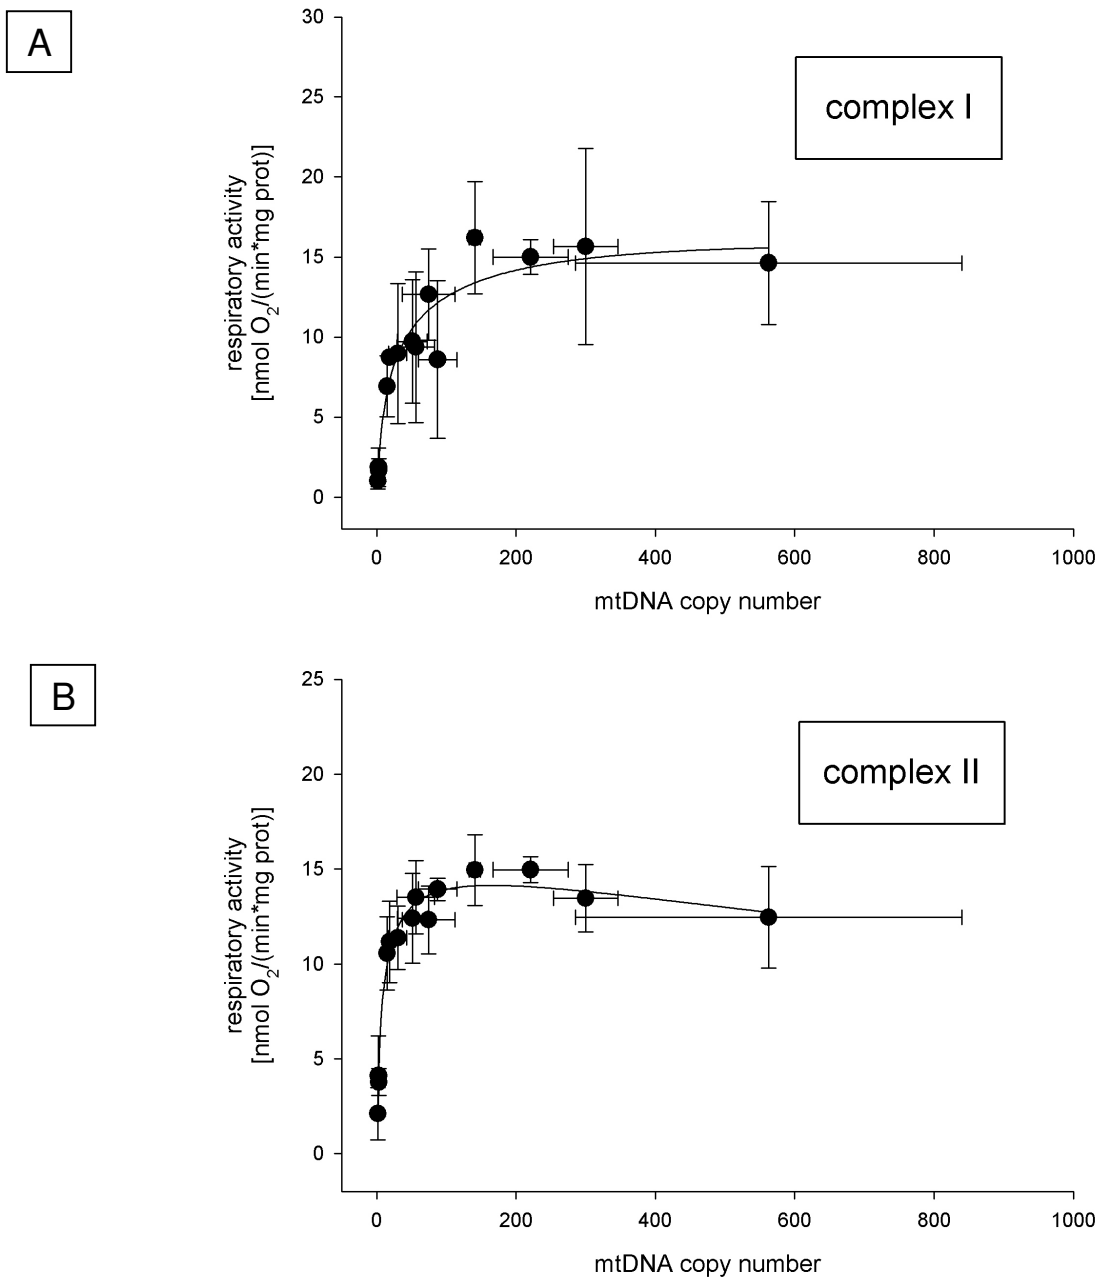 A
30
25
20
15
10
5
0
respiratory activity
[nmol O2/(min*mg prot)]
complex I
0 200 400 600 800 1000
mtDNA copy number
B
25
20
15
10
5
0
respiratory activity
[nmol O2/(min*mg prot)]
complex II
0 200 400 600 800 1000
mtDNA copy number